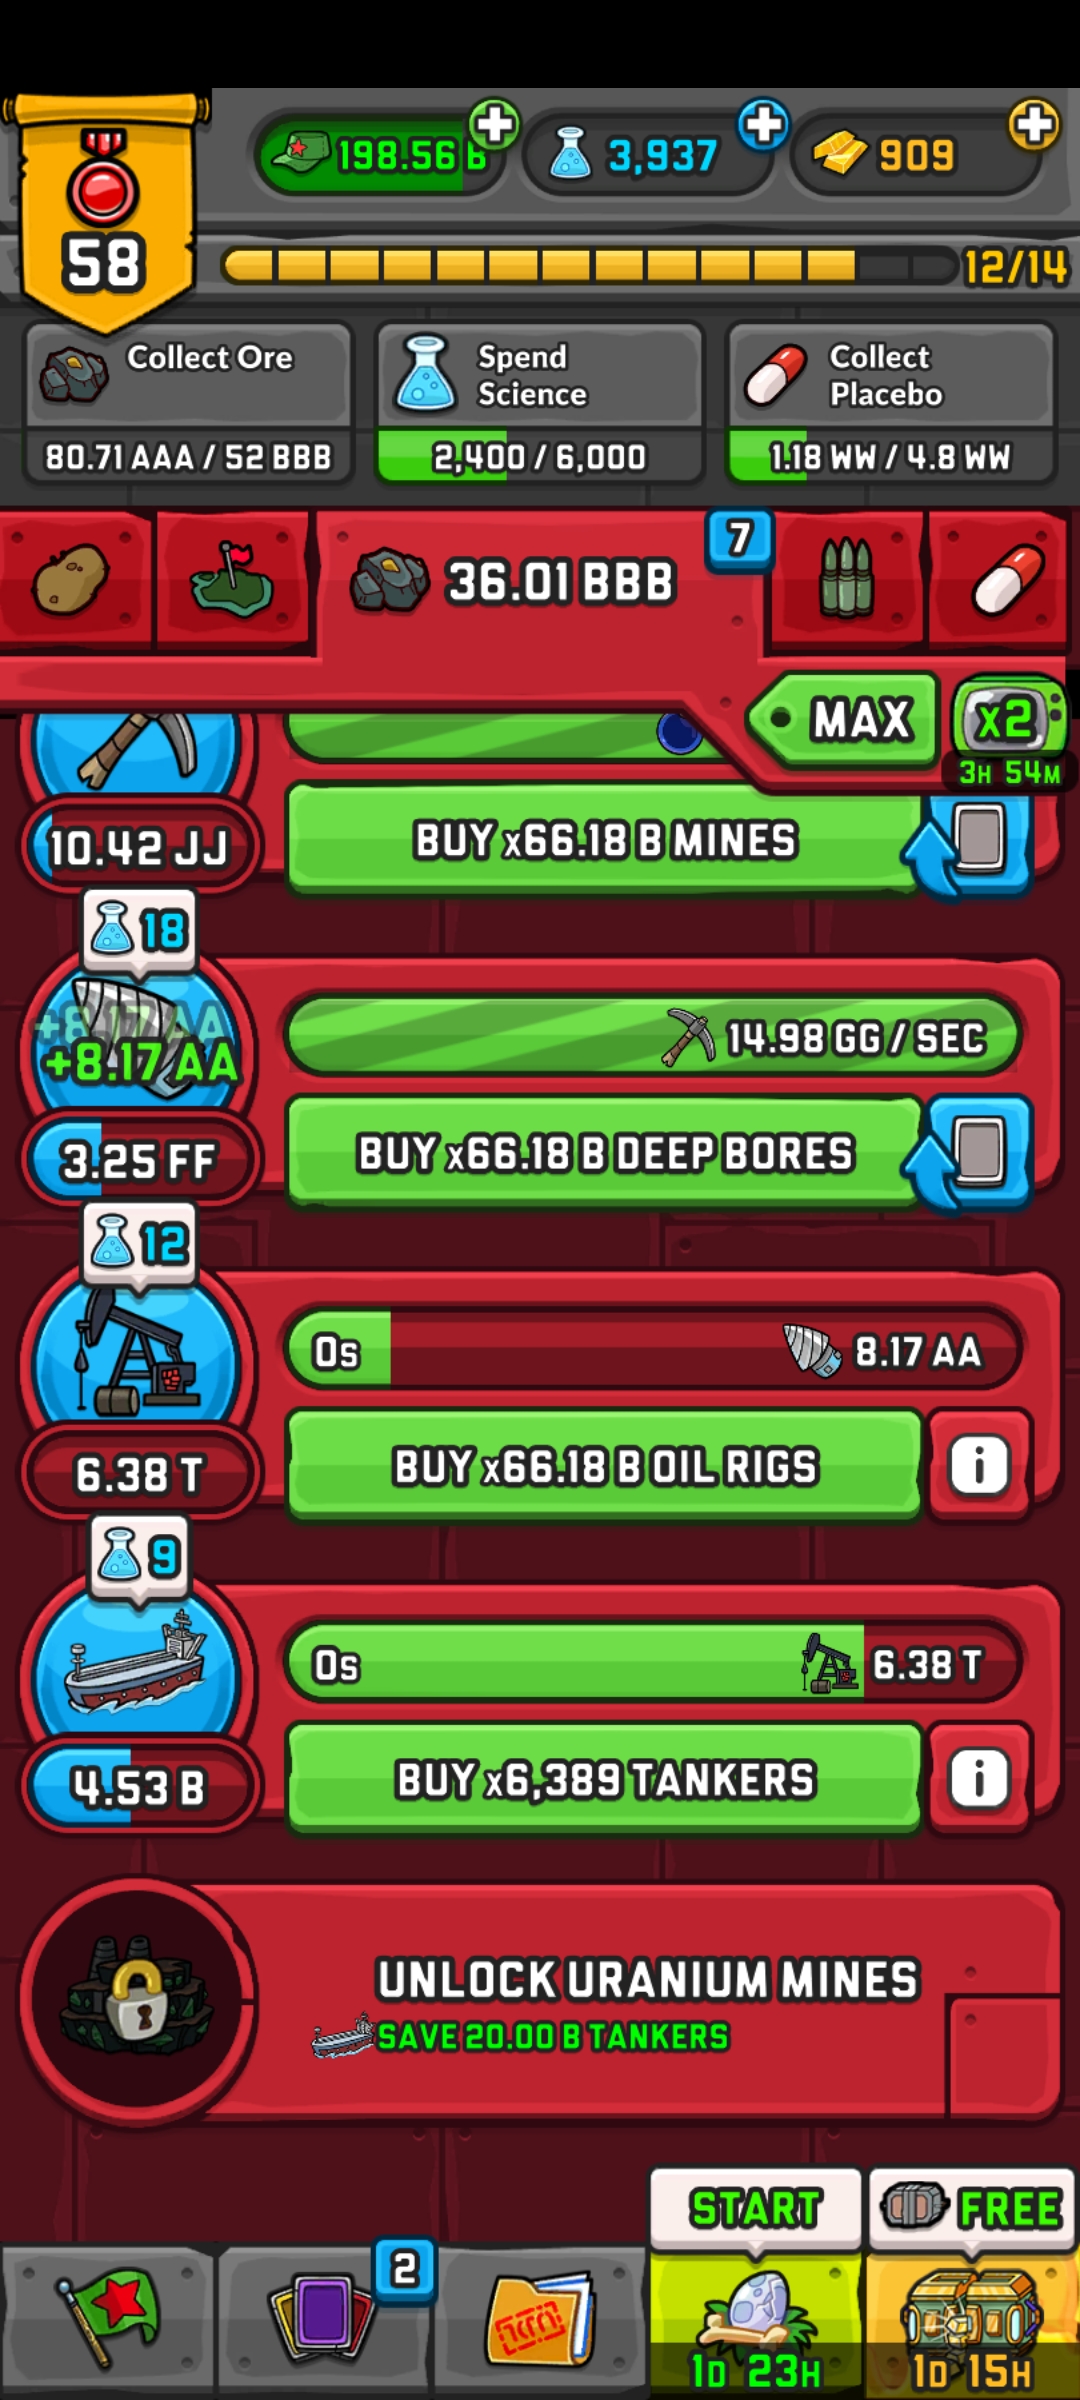 198.56 B
3,937
909
58
12/14
Collect Ore
80.71 AAA / 52 BBB
Spend
Science
2,400 / 6,000
Collect
Placebo
1.18 WW / 4.8 WW
36.01 BBB
7
MAX
x2
3H 54M
10.42 JJ
BUY x66.18 B MINES
18
+8.17 AA
+8.17 AA
14.98 GG / SEC
3.25 FF
BUY x66.18 B DEEP BORES
12
0s
8.17 AA
6.38 T
BUY x66.18 B OIL RIGS
i
9
0s
6.38 T
4.53 B
BUY x6,389 TANKERS
i
UNLOCK URANIUM MINES
SAVE 20.00 B TANKERS
START
FREE
2
1D 23H
1D 15H